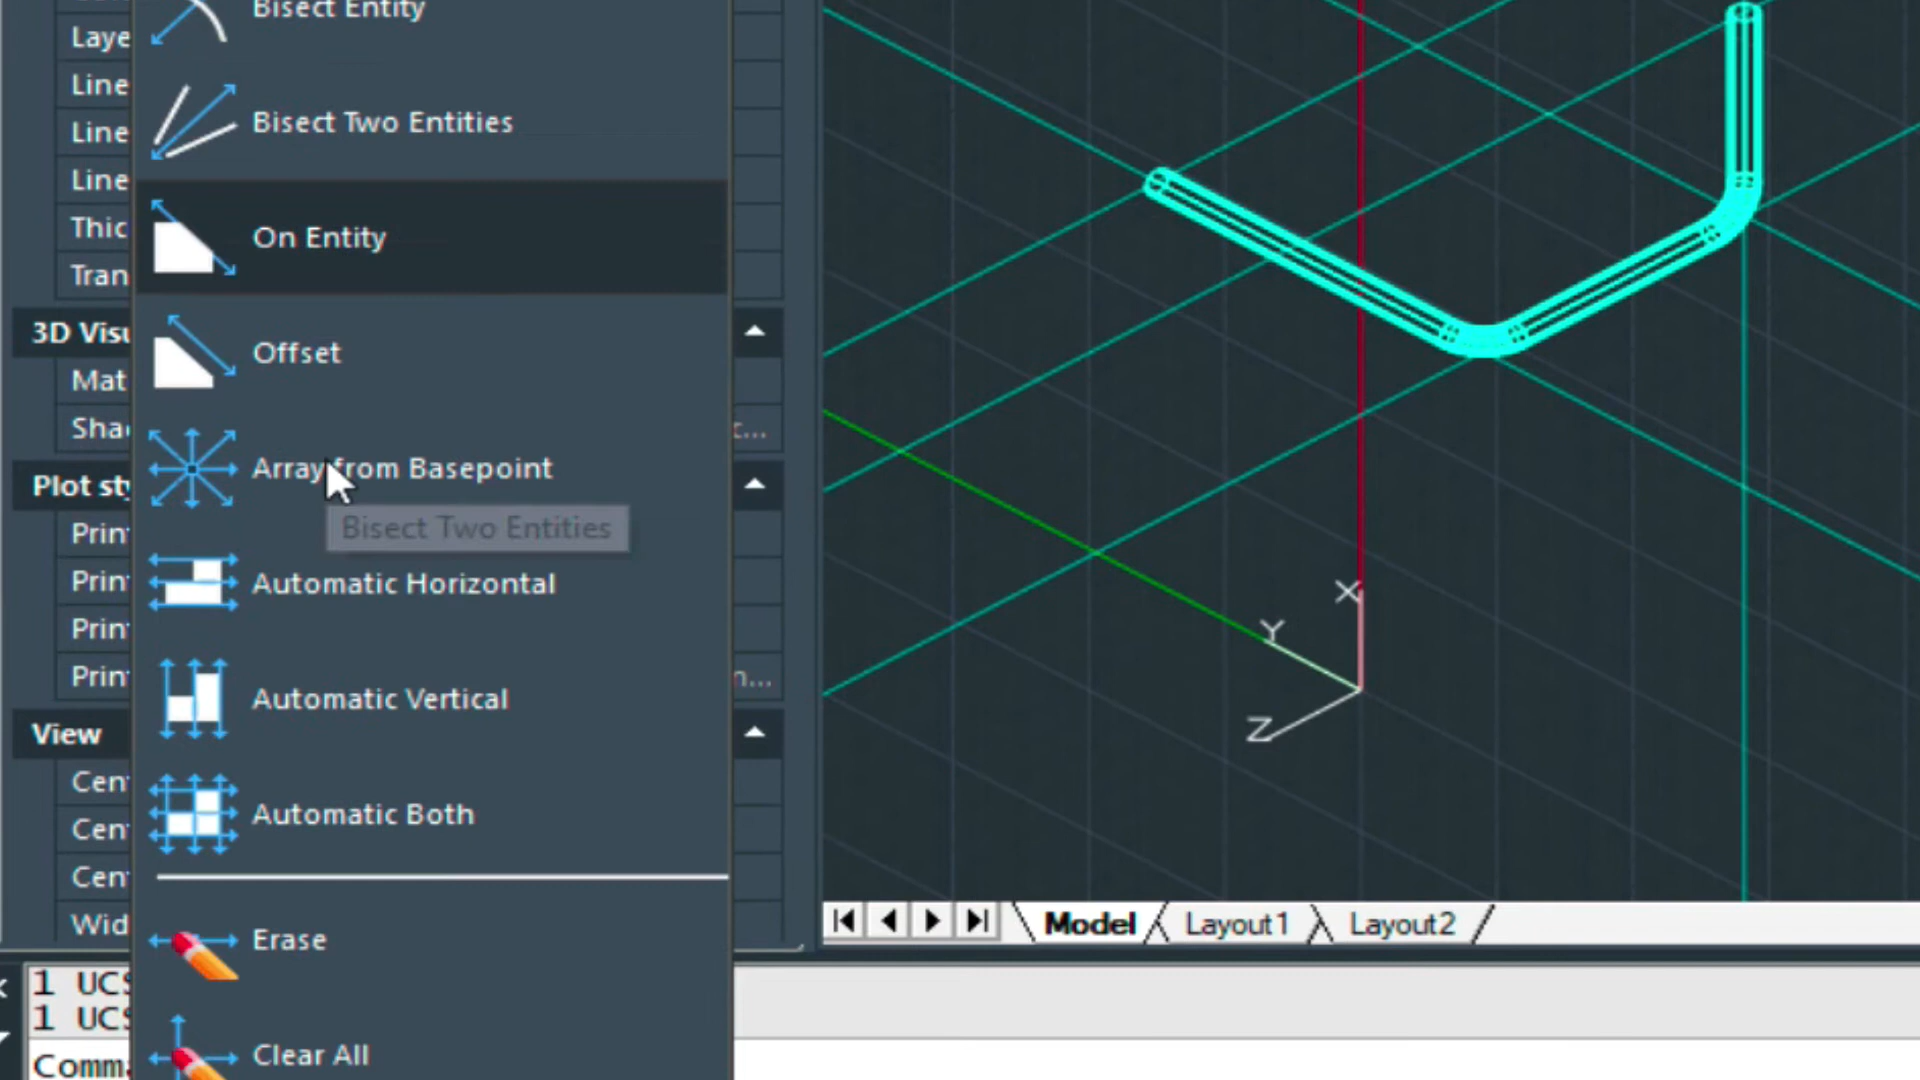 Bisect Entity
Laye
Line
Bisect Two Entities
Line
Line
On Entity
Thic
Tran
3D Visu
Offset
Mat
Sha
Array from Basepoint
Plot sty
Bisect Two Entities
Prin
Prin
Automatic Horizontal
Prin
Prin
n...
Automatic Vertical
View
Cen
Automatic Both
Cen
Cen
Wid
Erase
Clear All
X
Y
Z
Model
Layout1
Layout2
1 UCS
1 UCS
Comma